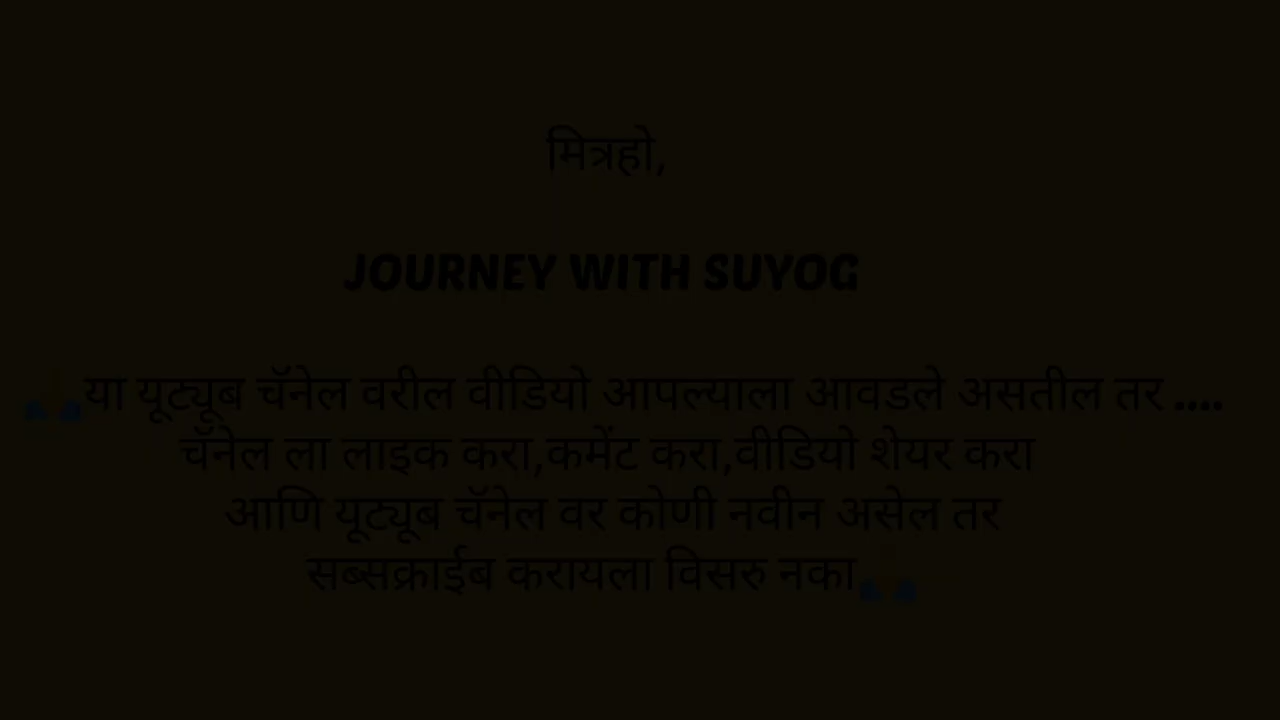 मित्रहो,
JOURNEY WITH SUYOG
या यूट्यूब चॅनेल वरील वीडियो आपल्याला आवडले असतील तर ....
चॅनेल ला लाइक करा,कमेंट करा,वीडियो शेयर करा
आणि यूट्यूब चॅनेल वर कोणी नवीन असेल तर
सब्सक्राईब करायला विसरु नका